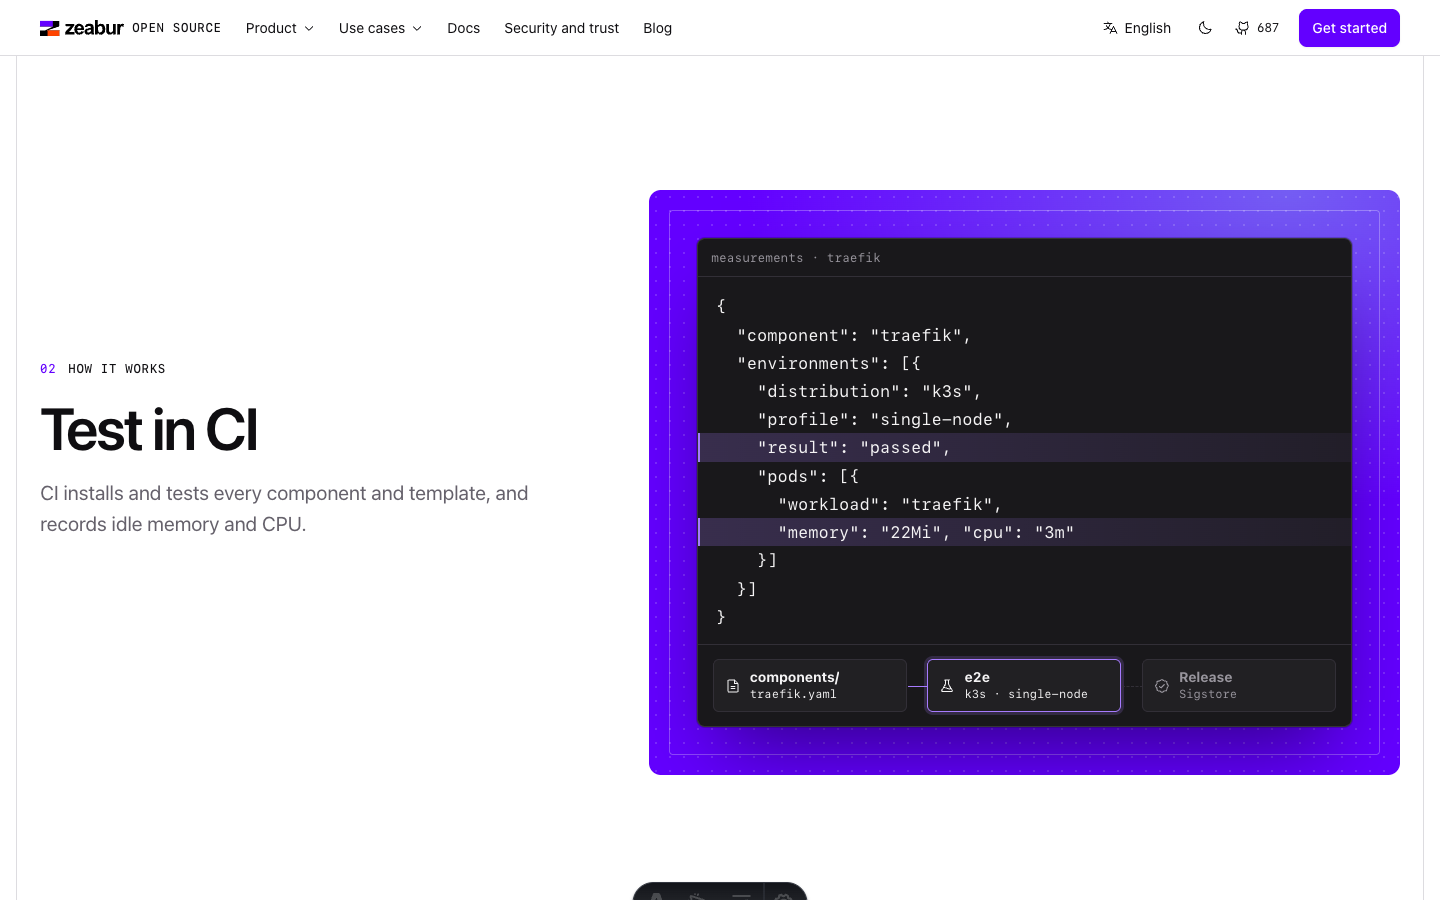 zeabur OPEN SOURCE Product Use cases Docs Security and trust Blog English 687 Get started
02 HOW IT WORKS
Test in CI
CI installs and tests every component and template, and
records idle memory and CPU.
measurements · traefik
{
"component": "traefik",
"environments": [{
"distribution": "k3s",
"profile": "single-node",
"result": "passed",
"pods": [{
"workload": "traefik",
"memory": "22Mi", "cpu": "3m"
}]
}]
}
components/
traefik.yaml
e2e
k3s · single-node
Release
Sigstore